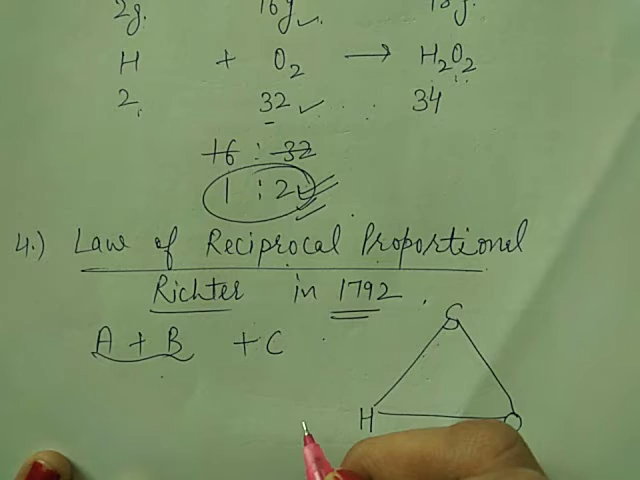 2g. 16g 18g.
H + O₂ → H₂O₂
2. 32 ✓ 34
16 : 32
1 : 2
4.) Law of Reciprocal Proportional
Richter in 1792.
A + B + C
C
H O